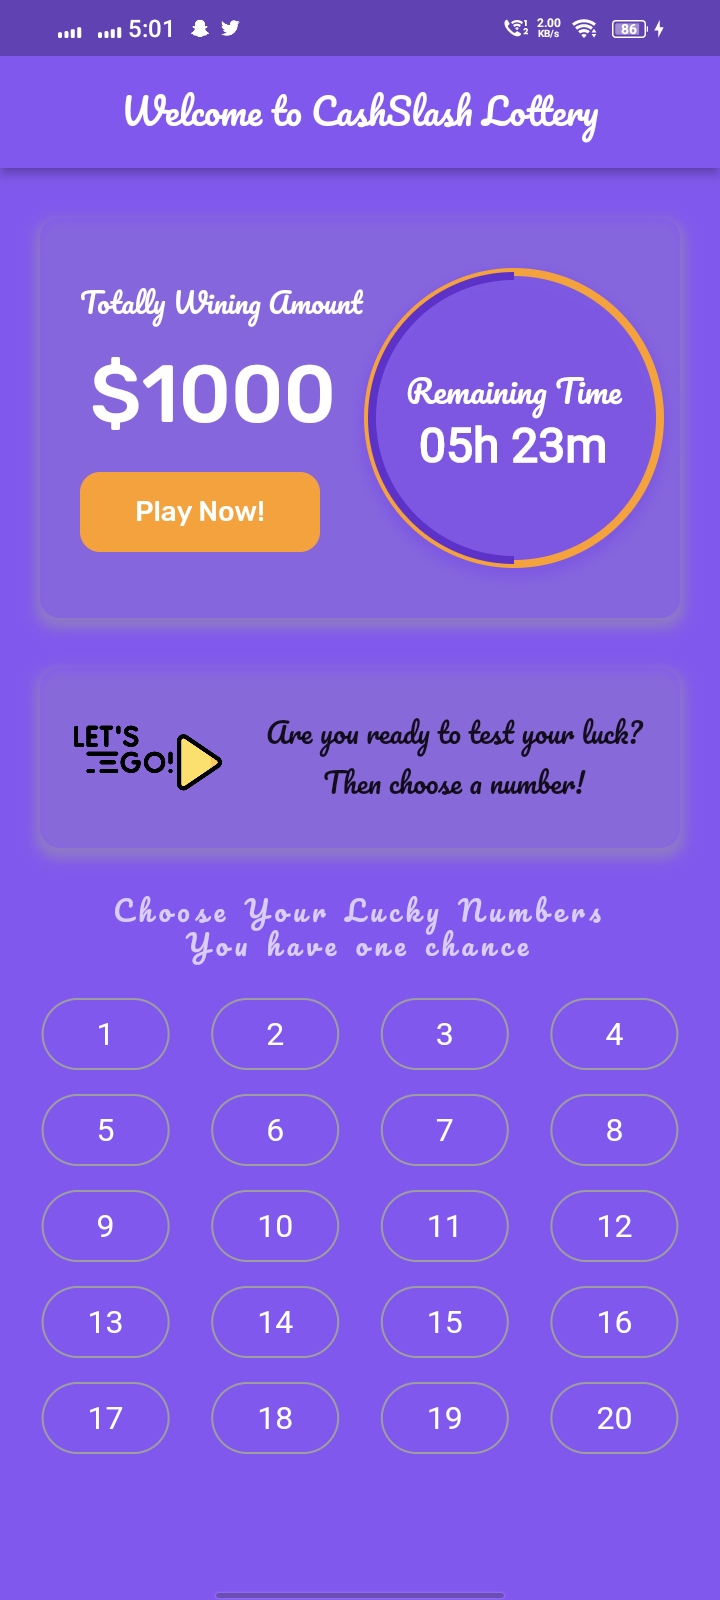 5:01
2.00
KB/s
86
Welcome to CashSlash Lottery
Totally Wining Amount
$1000
Play Now!
Remaining Time
05h 23m
LET'S
GO!
Are you ready to test your luck?
Then choose a number!
Choose Your Lucky Numbers
You have one chance
1 2 3 4
5 6 7 8
9 10 11 12
13 14 15 16
17 18 19 20